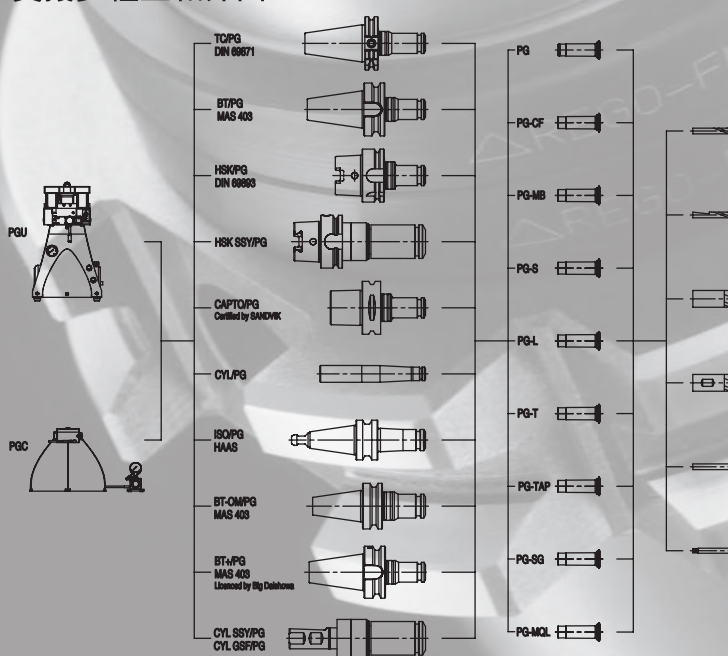 TC/PG
DIN 69871
BT/PG
MAS 403
HSK/PG
DIN 69893
HSK SSY/PG
CAPTO/PG
Certified by SANDVIK
CYL/PG
ISO/PG
HAAS
BT-OM/PG
MAS 403
BT+/PG
MAS 403
Licenced by Big Daishowa
CYL SSY/PG
CYL GSF/PG
PGU
PGC
PG
PG-CF
PG-MB
PG-S
PG-L
PG-T
PG-TAP
PG-SG
PG-MQL
REGO-F
REGO-